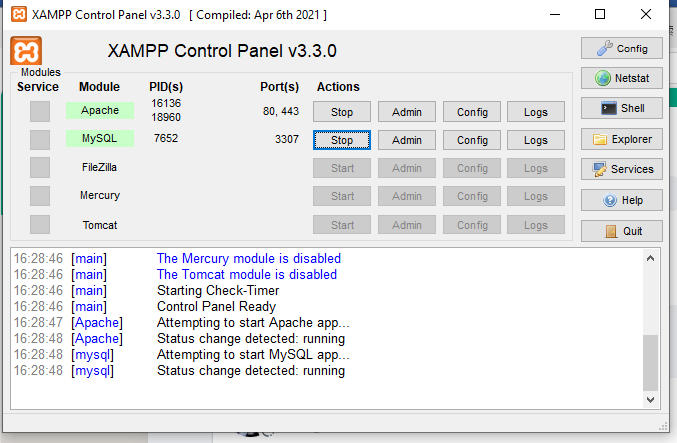 XAMPP Control Panel v3.3.0 [ Compiled: Apr 6th 2021 ]
XAMPP Control Panel v3.3.0
Config
Modules
Service Module PID(s) Port(s) Actions
Netstat
Apache 16136 18960 80, 443 Stop Admin Config Logs
Shell
MySQL 7652 3307 Stop Admin Config Logs
Explorer
FileZilla Start Admin Config Logs
Services
Mercury Start Admin Config Logs
Help
Tomcat Start Admin Config Logs
Quit
16:28:46 [main] The Mercury module is disabled
16:28:46 [main] The Tomcat module is disabled
16:28:46 [main] Starting Check-Timer
16:28:46 [main] Control Panel Ready
16:28:47 [Apache] Attempting to start Apache app...
16:28:48 [Apache] Status change detected: running
16:28:48 [mysql] Attempting to start MySQL app...
16:28:48 [mysql] Status change detected: running